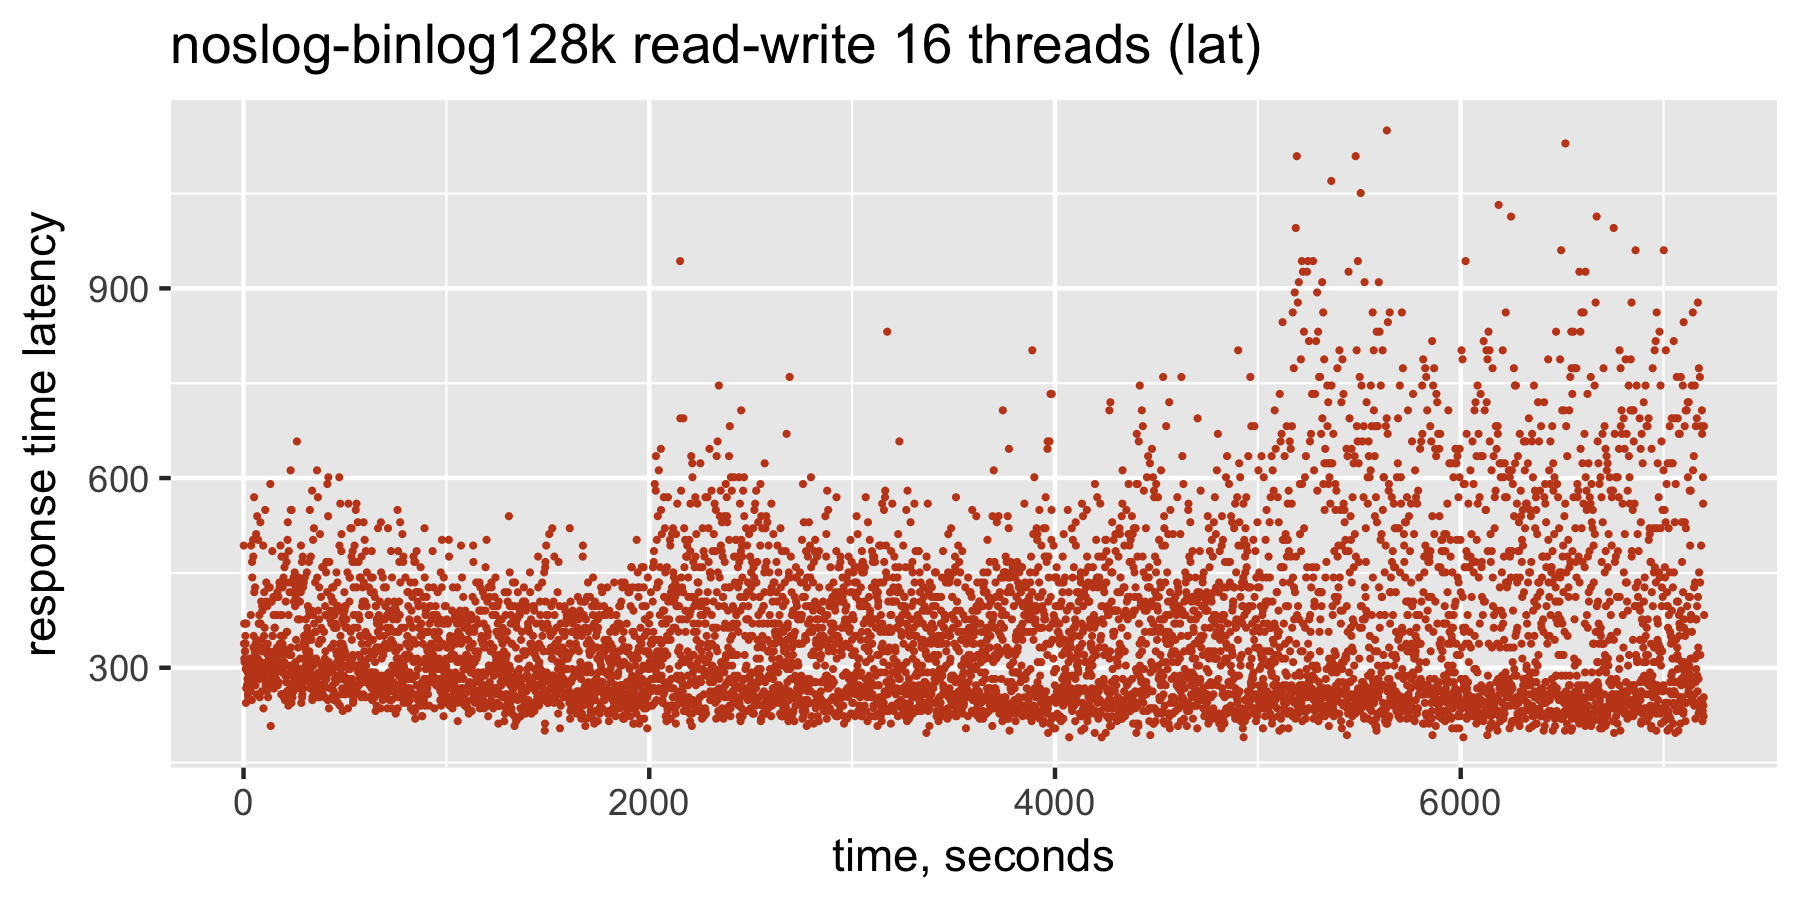 noslog-binlog128k read-write 16 threads (lat)
response time latency
900
600
300
0 2000 4000 6000
time, seconds